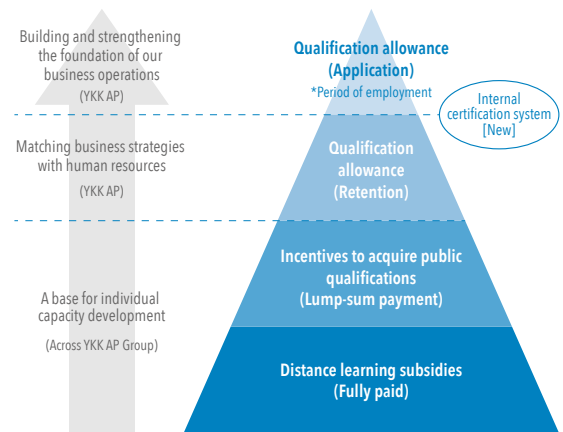 Building and strengthening
the foundation of our
business operations
(YKK AP)
Qualification allowance
(Application)
*Period of employment
Internal
certification system
[New]
Matching business strategies
with human resources
(YKK AP)
Qualification
allowance
(Retention)
A base for individual
capacity development
(Across YKK AP Group)
Incentives to acquire public
qualifications
(Lump-sum payment)
Distance learning subsidies
(Fully paid)